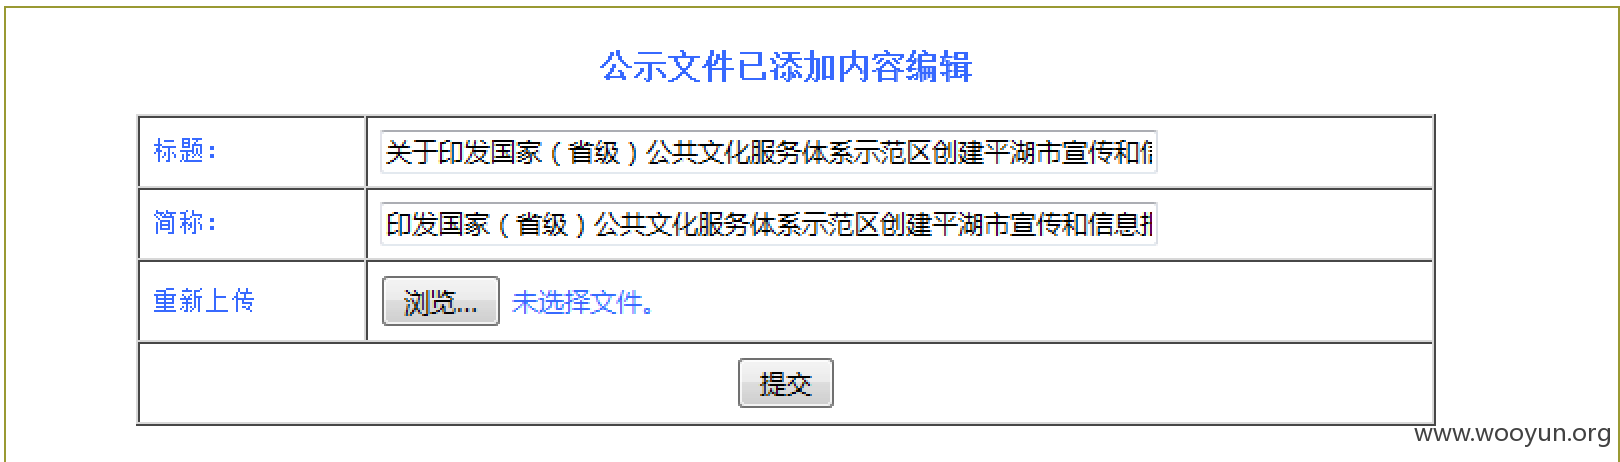 公示文件已添加内容编辑
标题：
关于印发国家（省级）公共文化服务体系示范区创建平湖市宣传和
简称：
印发国家（省级）公共文化服务体系示范区创建平湖市宣传和信息
重新上传
浏览... 未选择文件。
提交
www.wooyun.org